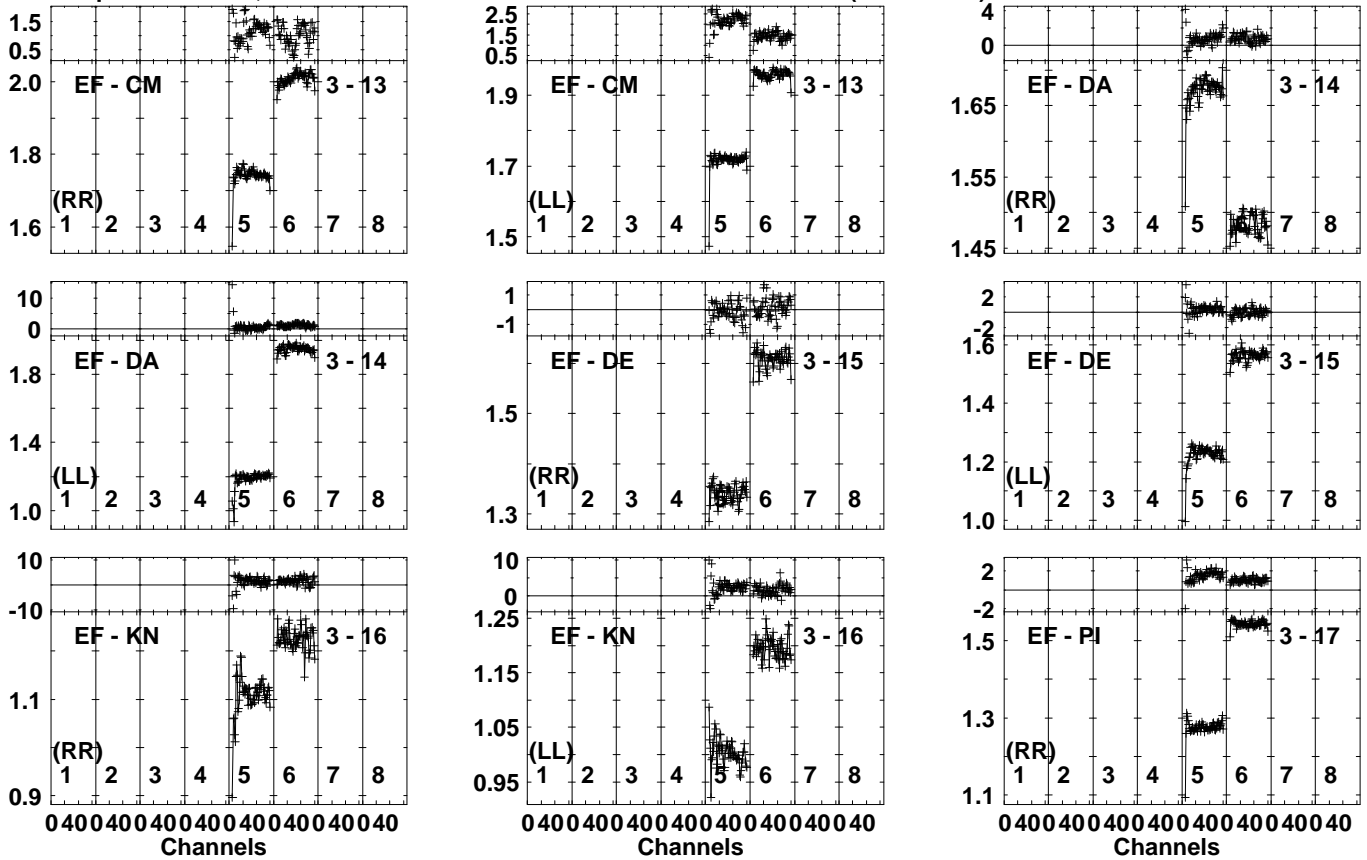 1.5
0.5
2.0
EF - CM 3 - 13
1.8
1.6
(RR)
1 2 3 4 5 6 7 8
2.5
1.5
0.5
EF - CM 3 - 13
1.9
1.7
1.5
(LL)
1 2 3 4 5 6 7 8
4
0
EF - DA 3 - 14
1.65
1.55
1.45
(RR)
1 2 3 4 5 6 7 8
10
0
EF - DA 3 - 14
1.8
1.4
1.0
(LL)
1 2 3 4 5 6 7 8
1
-1
EF - DE 3 - 15
1.5
1.3
(RR)
1 2 3 4 5 6 7 8
2
-2
1.6
EF - DE 3 - 15
1.4
1.2
1.0
(LL)
1 2 3 4 5 6 7 8
10
-10
EF - KN 3 - 16
1.1
0.9
(RR)
1 2 3 4 5 6 7 8
0 40 0 40 0 40 0 40 0 40 0 40 0 40 0 40
Channels
10
0
1.25
EF - KN 3 - 16
1.15
1.05
0.95
(LL)
1 2 3 4 5 6 7 8
0 40 0 40 0 40 0 40 0 40 0 40 0 40 0 40
Channels
2
-2
EF - PI 3 - 17
1.5
1.3
1.1
(RR)
1 2 3 4 5 6 7 8
0 40 0 40 0 40 0 40 0 40 0 40 0 40 0 40
Channels